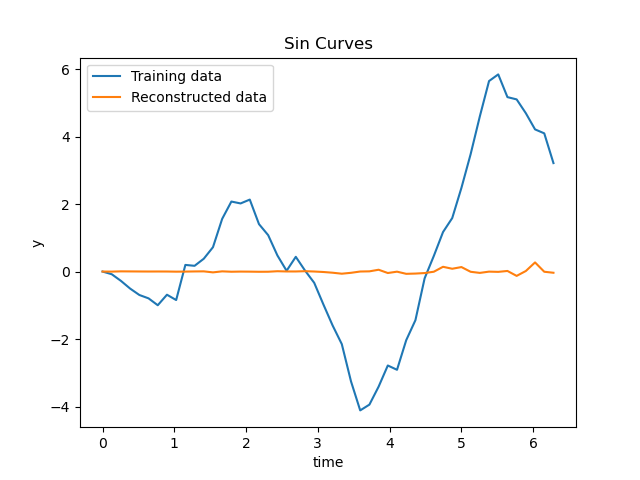 Sin Curves
Training data
Reconstructed data
y
6
4
2
0
−2
−4
0 1 2 3 4 5 6
time